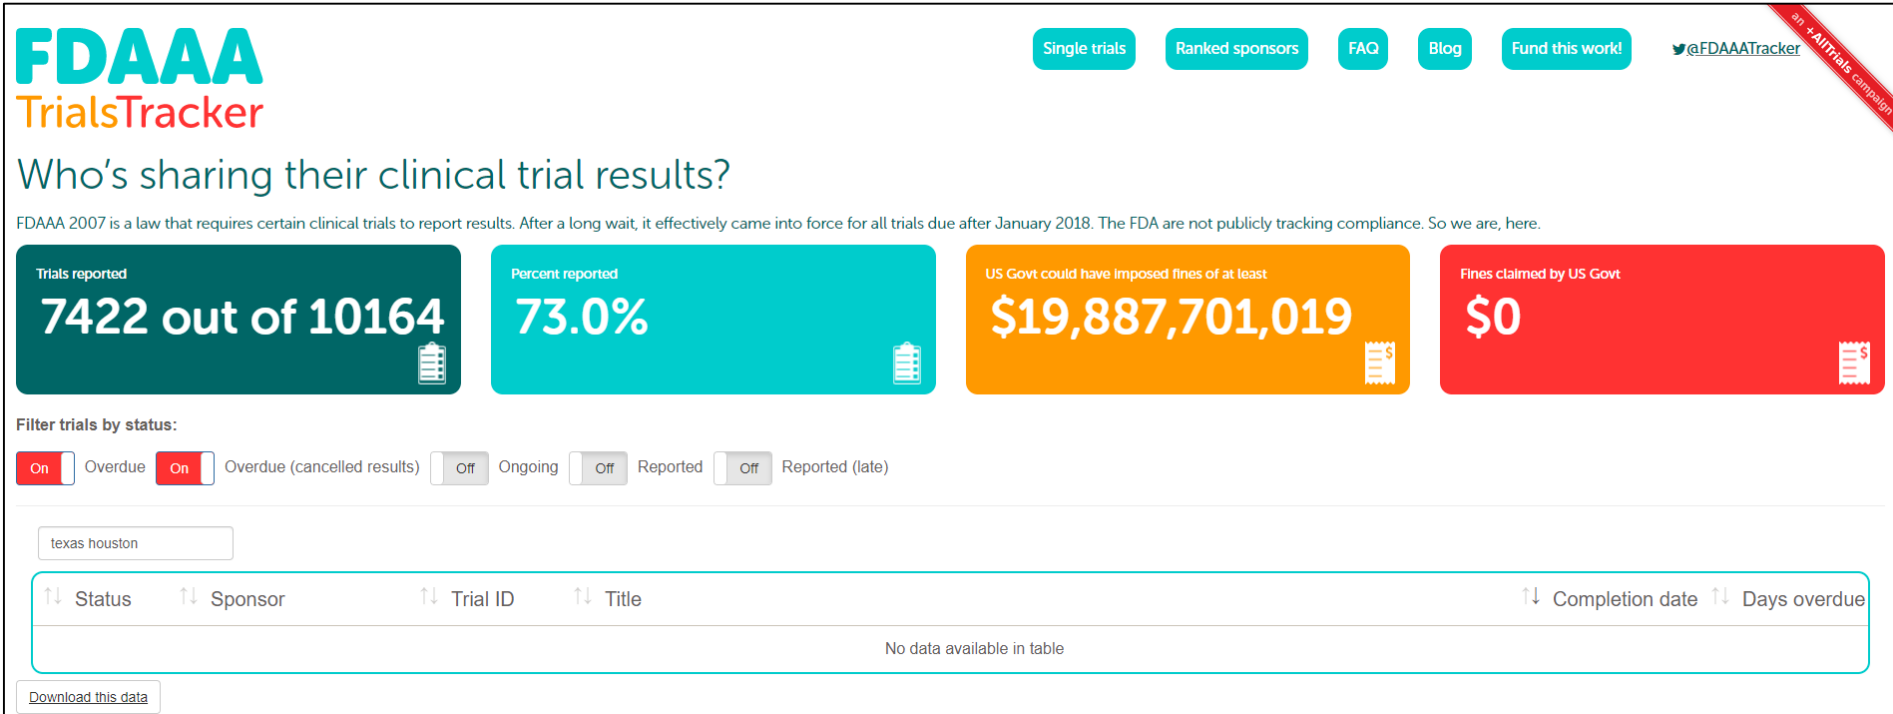 FDAAA
TrialsTracker
Single trials
Ranked sponsors
FAQ
Blog
Fund this work!
@FDAAATracker
an +AllTrials campaign
Who's sharing their clinical trial results?
FDAAA 2007 is a law that requires certain clinical trials to report results. After a long wait, it effectively came into force for all trials due after January 2018. The FDA are not publicly tracking compliance. So we are, here.
Trials reported
7422 out of 10164
Percent reported
73.0%
US Govt could have imposed fines of at least
$19,887,701,019
$
Fines claimed by US Govt
$0
$
Filter trials by status:
On Overdue On Overdue (cancelled results) Off Ongoing Off Reported Off Reported (late)
texas houston
Status Sponsor Trial ID Title Completion date Days overdue
No data available in table
Download this data